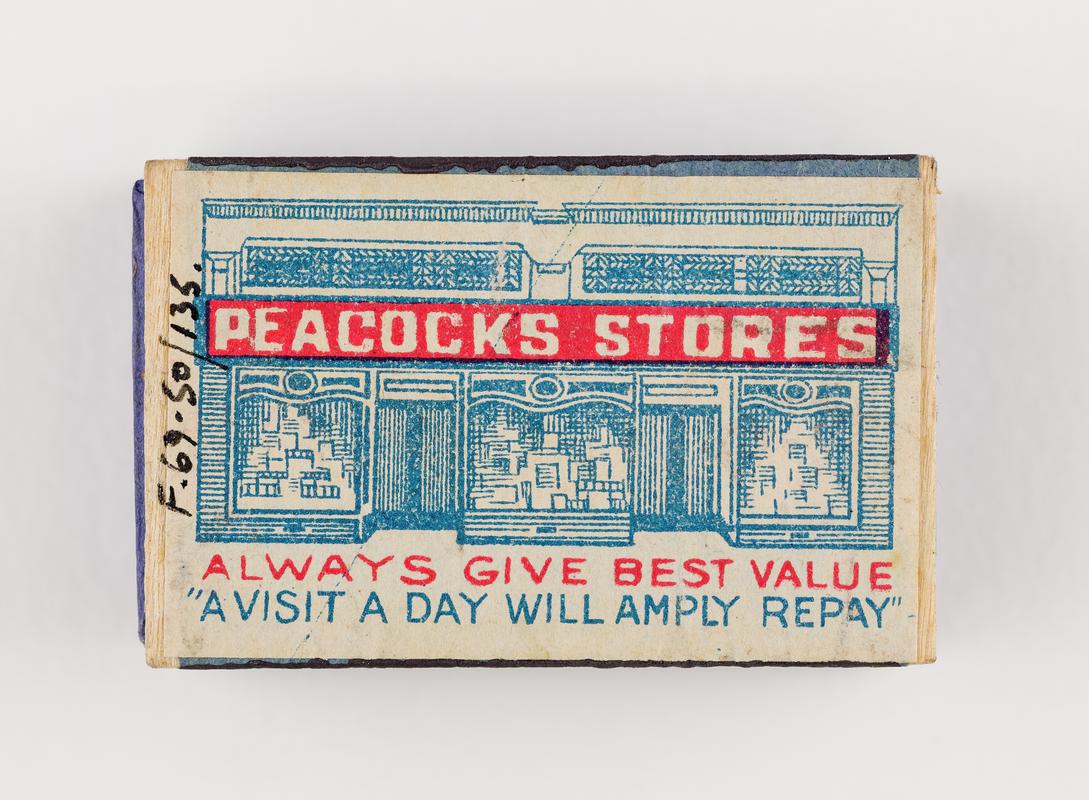 PEACOCKS STORES
ALWAYS GIVE BEST VALUE
"A VISIT A DAY WILL AMPLY REPAY"
F.69.50/135.